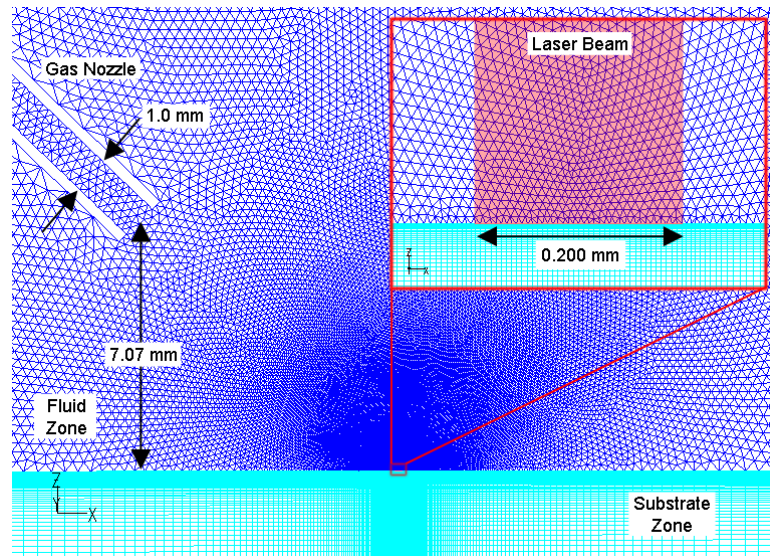 Gas Nozzle
1.0 mm
Laser Beam
0.200 mm
Z
X
7.07 mm
Fluid
Zone
Z
Y
X
Substrate
Zone